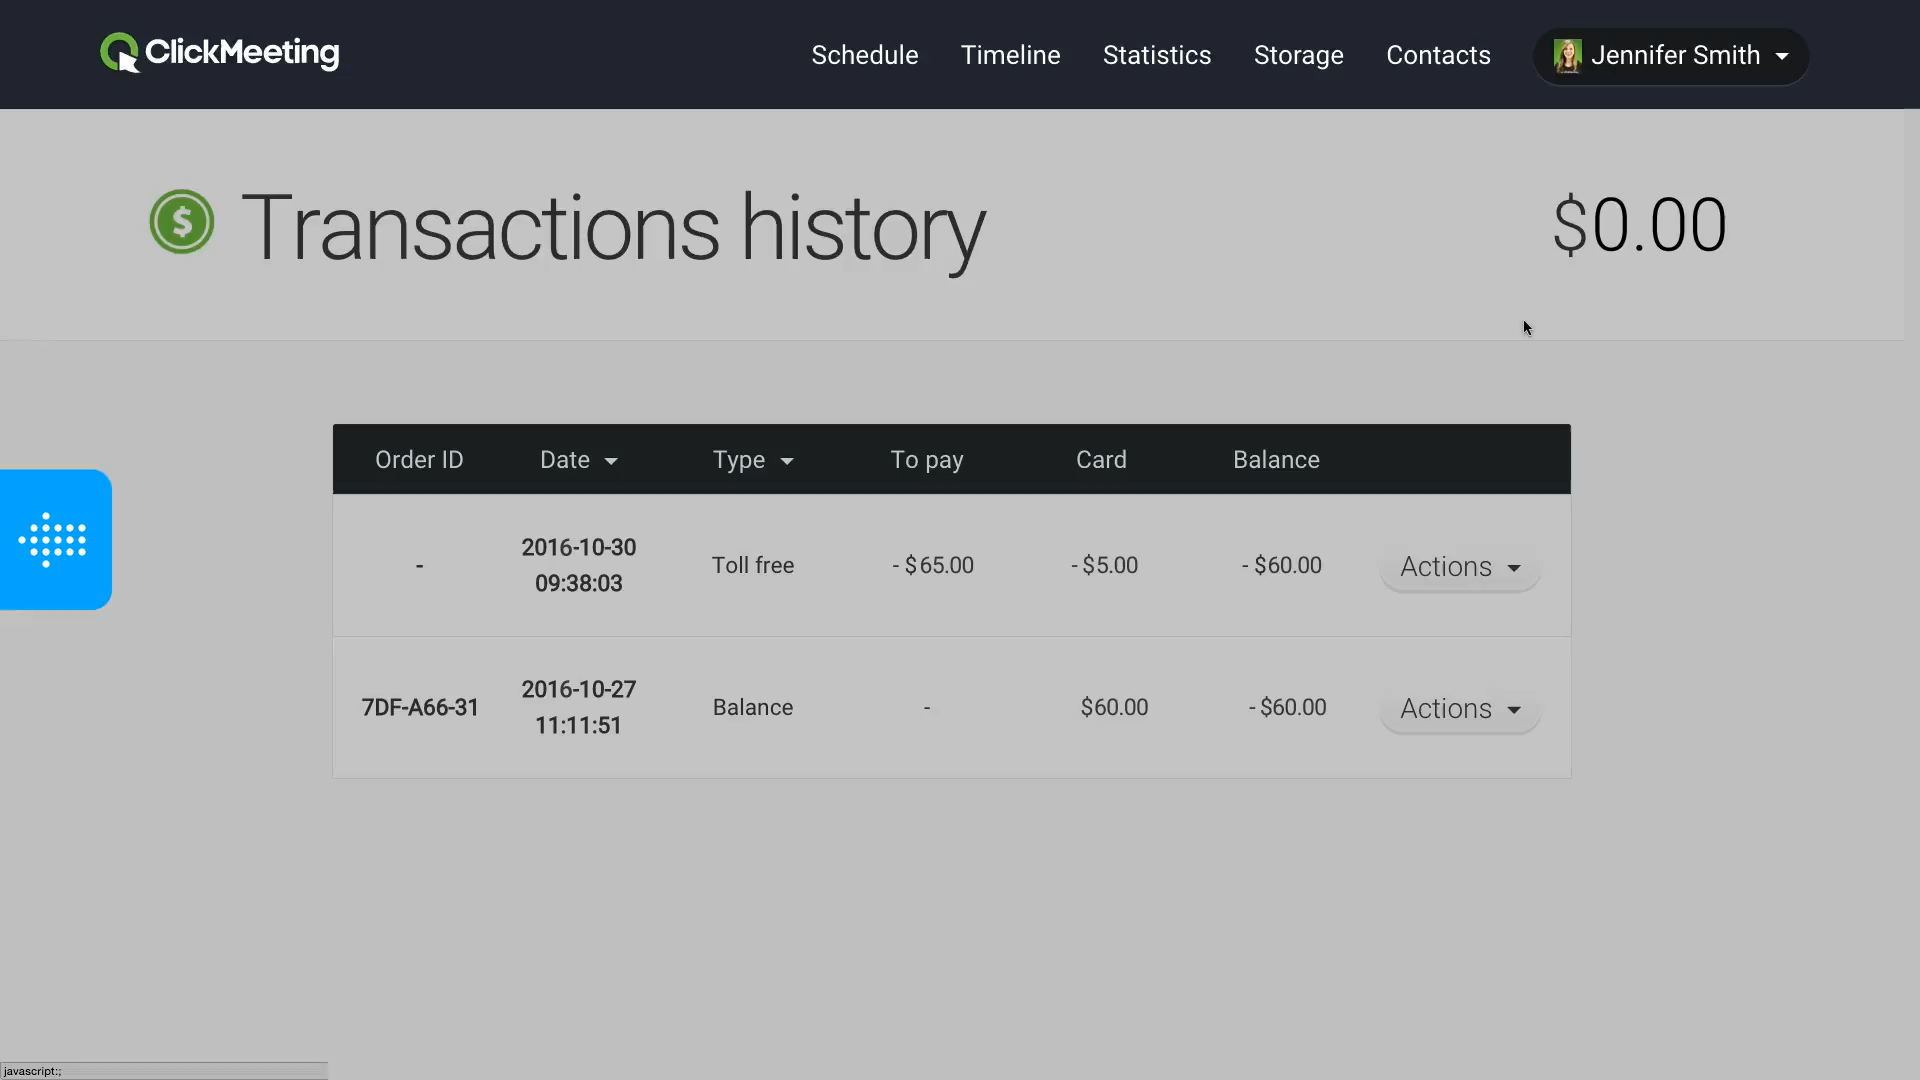 ClickMeeting Schedule Timeline Statistics Storage Contacts Jennifer Smith
$ Transactions history $0.00
Order ID Date Type To pay Card Balance
- 2016-10-30 09:38:03 Toll free - $65.00 - $5.00 - $60.00 Actions
7DF-A66-31 2016-10-27 11:11:51 Balance - $60.00 - $60.00 Actions
javascript:;